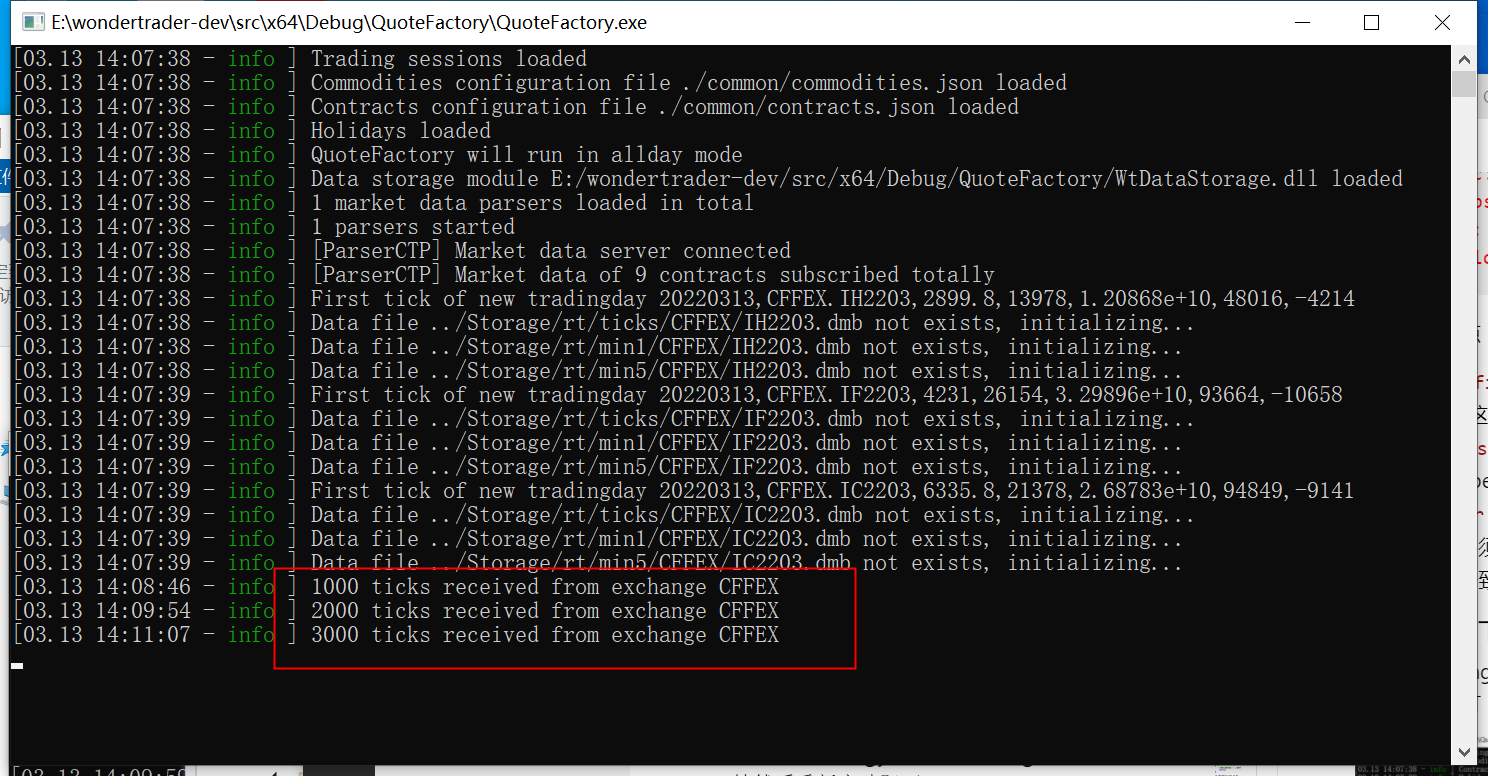 E:\wondertrader-dev\src\x64\Debug\QuoteFactory\QuoteFactory.exe
[03.13 14:07:38 - info ] Trading sessions loaded
[03.13 14:07:38 - info ] Commodities configuration file ./common/commodities.json loaded
[03.13 14:07:38 - info ] Contracts configuration file ./common/contracts.json loaded
[03.13 14:07:38 - info ] Holidays loaded
[03.13 14:07:38 - info ] QuoteFactory will run in allday mode
[03.13 14:07:38 - info ] Data storage module E:/wondertrader-dev/src/x64/Debug/QuoteFactory/WtDataStorage.dll loaded
[03.13 14:07:38 - info ] 1 market data parsers loaded in total
[03.13 14:07:38 - info ] 1 parsers started
[03.13 14:07:38 - info ] [ParserCTP] Market data server connected
[03.13 14:07:38 - info ] [ParserCTP] Market data of 9 contracts subscribed totally
[03.13 14:07:38 - info ] First tick of new tradingday 20220313,CFFEX.IH2203,2899.8,13978,1.20868e+10,48016,-4214
[03.13 14:07:38 - info ] Data file ../Storage/rt/ticks/CFFEX/IH2203.dmb not exists, initializing...
[03.13 14:07:38 - info ] Data file ../Storage/rt/min1/CFFEX/IH2203.dmb not exists, initializing...
[03.13 14:07:38 - info ] Data file ../Storage/rt/min5/CFFEX/IH2203.dmb not exists, initializing...
[03.13 14:07:39 - info ] First tick of new tradingday 20220313,CFFEX.IF2203,4231,26154,3.29896e+10,93664,-10658
[03.13 14:07:39 - info ] Data file ../Storage/rt/ticks/CFFEX/IF2203.dmb not exists, initializing...
[03.13 14:07:39 - info ] Data file ../Storage/rt/min1/CFFEX/IF2203.dmb not exists, initializing...
[03.13 14:07:39 - info ] Data file ../Storage/rt/min5/CFFEX/IF2203.dmb not exists, initializing...
[03.13 14:07:39 - info ] First tick of new tradingday 20220313,CFFEX.IC2203,6335.8,21378,2.68783e+10,94849,-9141
[03.13 14:07:39 - info ] Data file ../Storage/rt/ticks/CFFEX/IC2203.dmb not exists, initializing...
[03.13 14:07:39 - info ] Data file ../Storage/rt/min1/CFFEX/IC2203.dmb not exists, initializing...
[03.13 14:07:39 - info ] Data file ../Storage/rt/min5/CFFEX/IC2203.dmb not exists, initializing...
[03.13 14:08:46 - info ] 1000 ticks received from exchange CFFEX
[03.13 14:09:54 - info ] 2000 ticks received from exchange CFFEX
[03.13 14:11:07 - info ] 3000 ticks received from exchange CFFEX